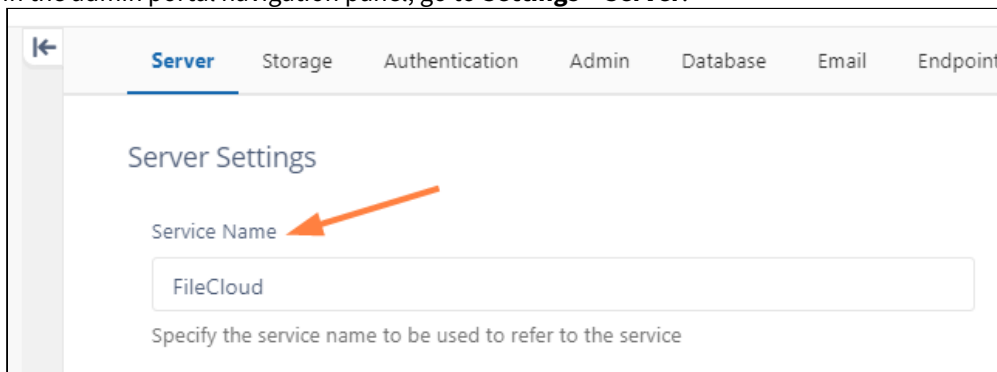 Server Storage Authentication Admin Database Email Endpoint
Server Settings
Service Name
FileCloud
Specify the service name to be used to refer to the service